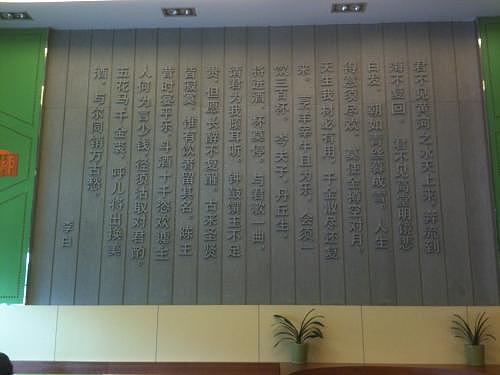 君不见黄河之水天上来，奔流到
海不复回。君不见高堂明镜悲
白发，朝如青丝暮成雪。人生
得意须尽欢，莫使金樽空对月。
天生我材必有用，千金散尽还复
来。烹羊宰牛且为乐，会须一
饮三百杯。岑夫子，丹丘生，
将进酒，杯莫停。与君歌一曲，
请君为我倾耳听。钟鼓馔玉不足
贵，但愿长醉不复醒。古来圣贤
皆寂寞，惟有饮者留其名。陈王
昔时宴平乐，斗酒十千恣欢谑。主
人何为言少钱，径须沽取对君酌。
五花马，千金裘，呼儿将出换美
酒，与尔同销万古愁。
李白